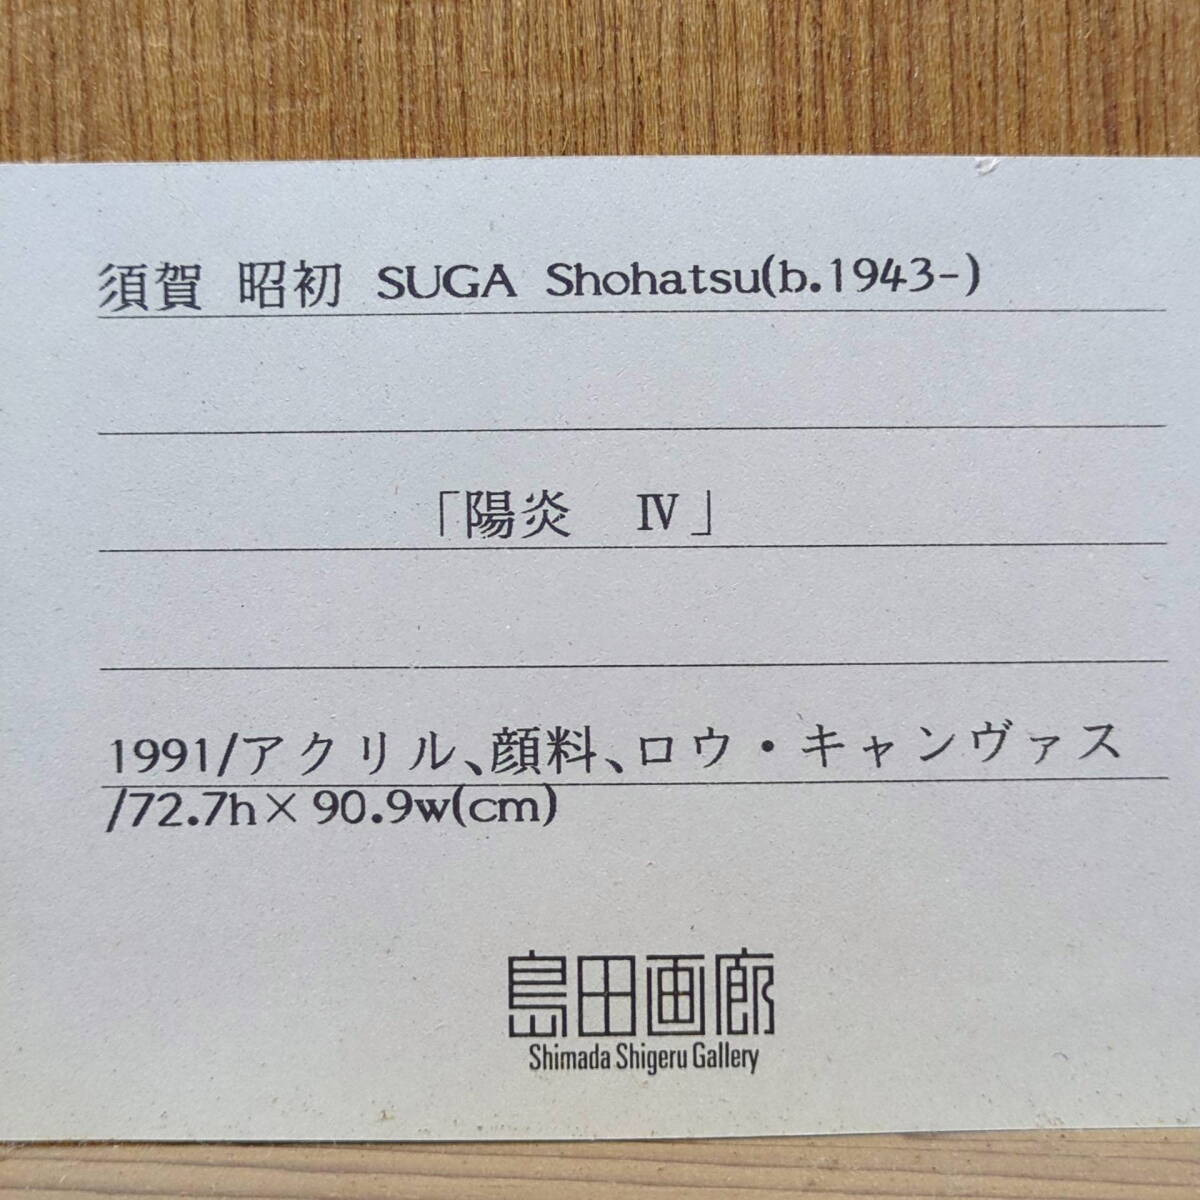 須賀 昭初 SUGA Shohatsu(b.1943-)
「陽炎　Ⅳ」
1991/アクリル、顔料、ロウ・キャンヴァス
/72.7h×90.9w(cm)
島田画廊
Shimada Shigeru Gallery